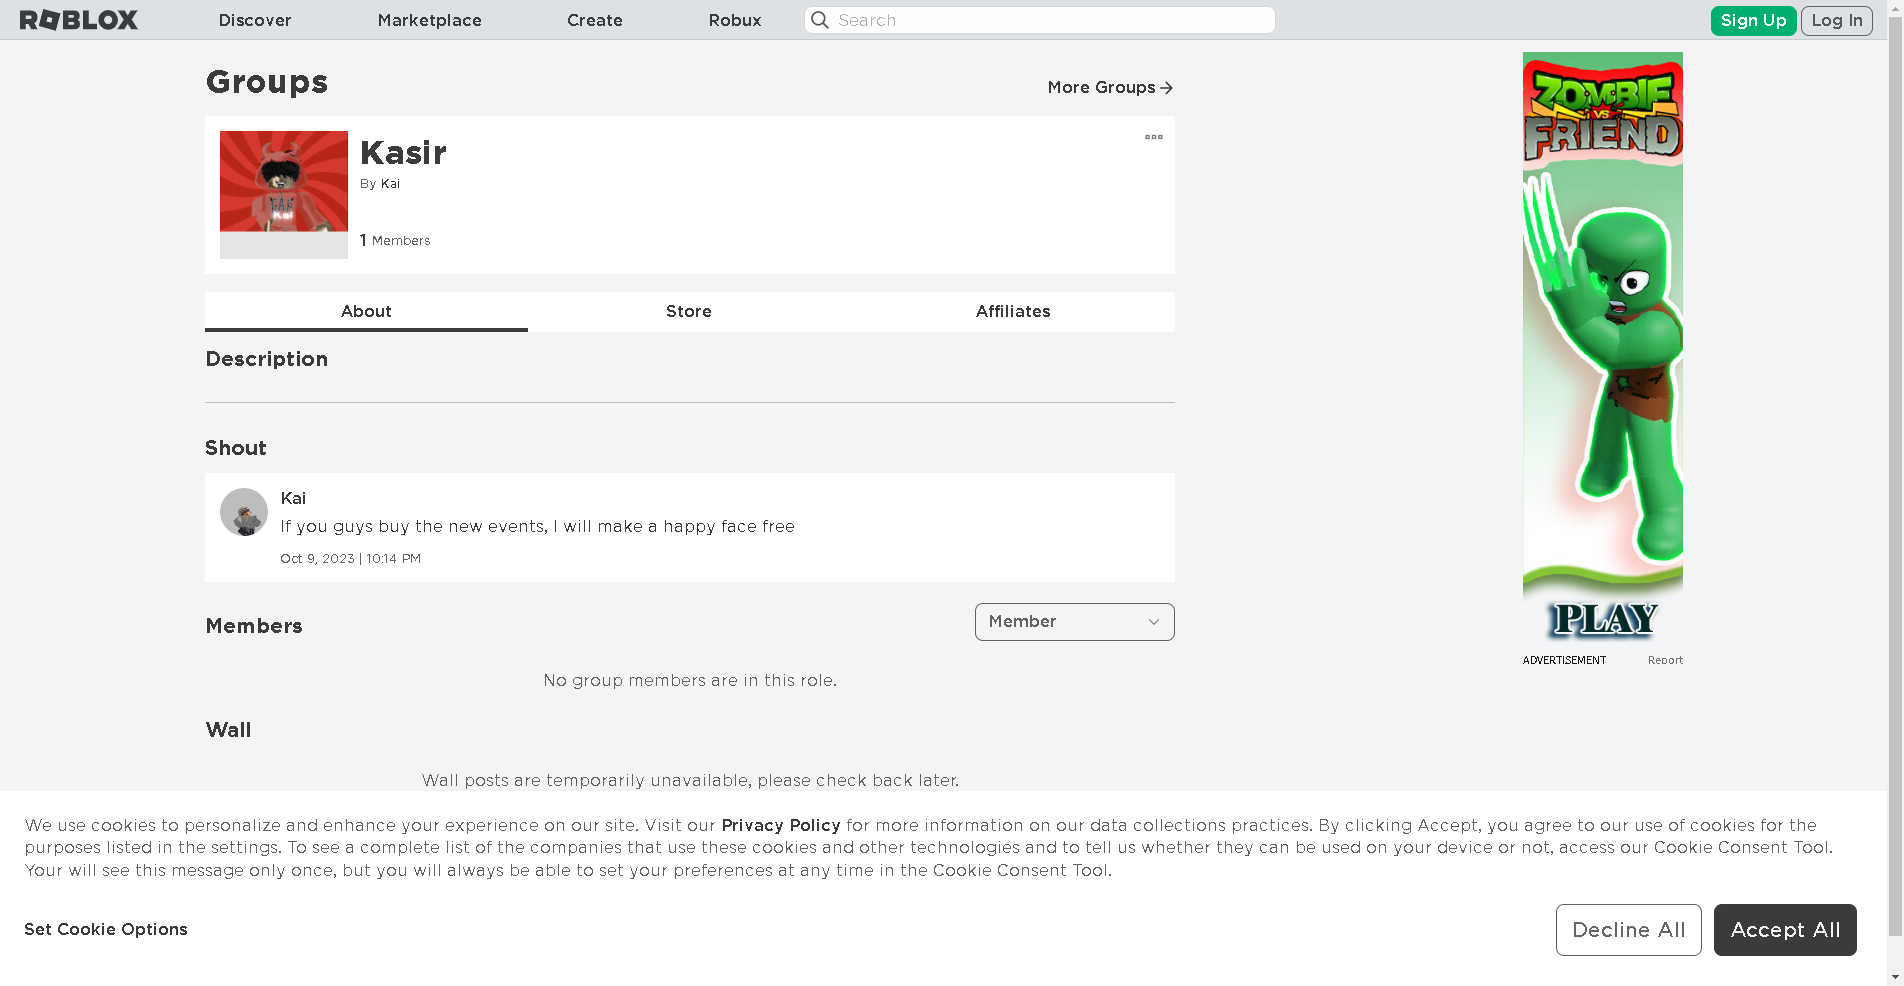 ROBLOX
Discover
Marketplace
Create
Robux
Search
Sign Up
Log In
Groups
More Groups
Kasir
By Kai
1 Members
About
Store
Affiliates
Description
Shout
Kai
If you guys buy the new events, I will make a happy face free
Oct 9, 2023 | 10:14 PM
Members
Member
No group members are in this role.
Wall
Wall posts are temporarily unavailable, please check back later.
ZOMBIE
VS
FRIEND
PLAY
ADVERTISEMENT
Report
We use cookies to personalize and enhance your experience on our site. Visit our Privacy Policy for more information on our data collections practices. By clicking Accept, you agree to our use of cookies for the
purposes listed in the settings. To see a complete list of the companies that use these cookies and other technologies and to tell us whether they can be used on your device or not, access our Cookie Consent Tool.
Your will see this message only once, but you will always be able to set your preferences at any time in the Cookie Consent Tool.
Set Cookie Options
Decline All
Accept All